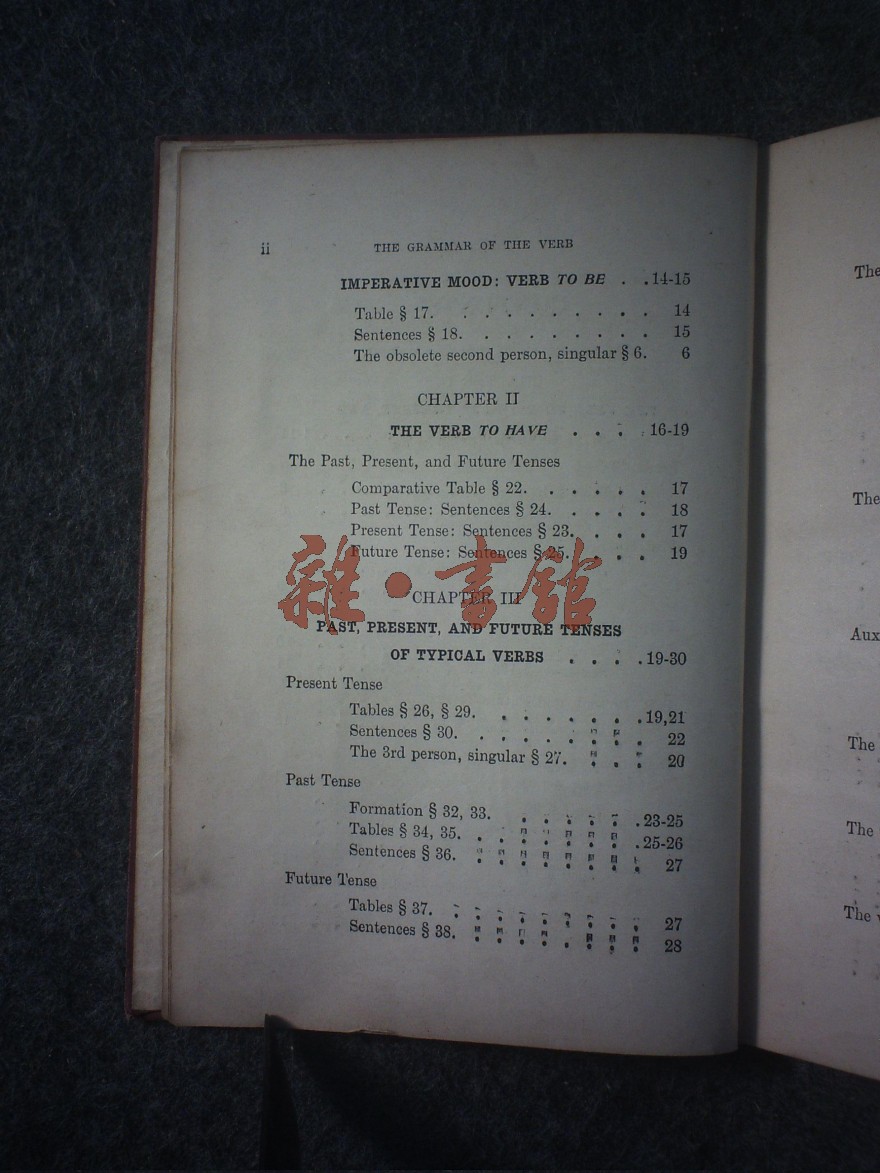 ii THE GRAMMAR OF THE VERB
IMPERATIVE MOOD: VERB TO BE . . 14-15
Table § 17. . . . . . . . . . 14
Sentences § 18. . . . . . . . . 15
The obsolete second person, singular § 6. 6
CHAPTER II
THE VERB TO HAVE . . . . 16-19
The Past, Present, and Future Tenses
Comparative Table § 22. . . . . . 17
Past Tense: Sentences § 24. . . . . 18
Present Tense: Sentences § 23. . . . 17
Future Tense: Sentences § 25. . . . 19
雜·書館
CHAPTER III
PAST, PRESENT, AND FUTURE TENSES
OF TYPICAL VERBS . . . . 19-30
Present Tense
Tables § 26, § 29. . . . . . . . 19,21
Sentences § 30. . . . . . . . . 22
The 3rd person, singular § 27. . . . 20
Past Tense
Formation § 32, 33. . . . . . . 23-25
Tables § 34, 35. . . . . . . . . 25-26
Sentences § 36. . . . . . . . 27
Future Tense
Tables § 37. . . . . . . . . 27
Sentences § 38. . . . . . . . 28
The
The
Aux
The
The
The